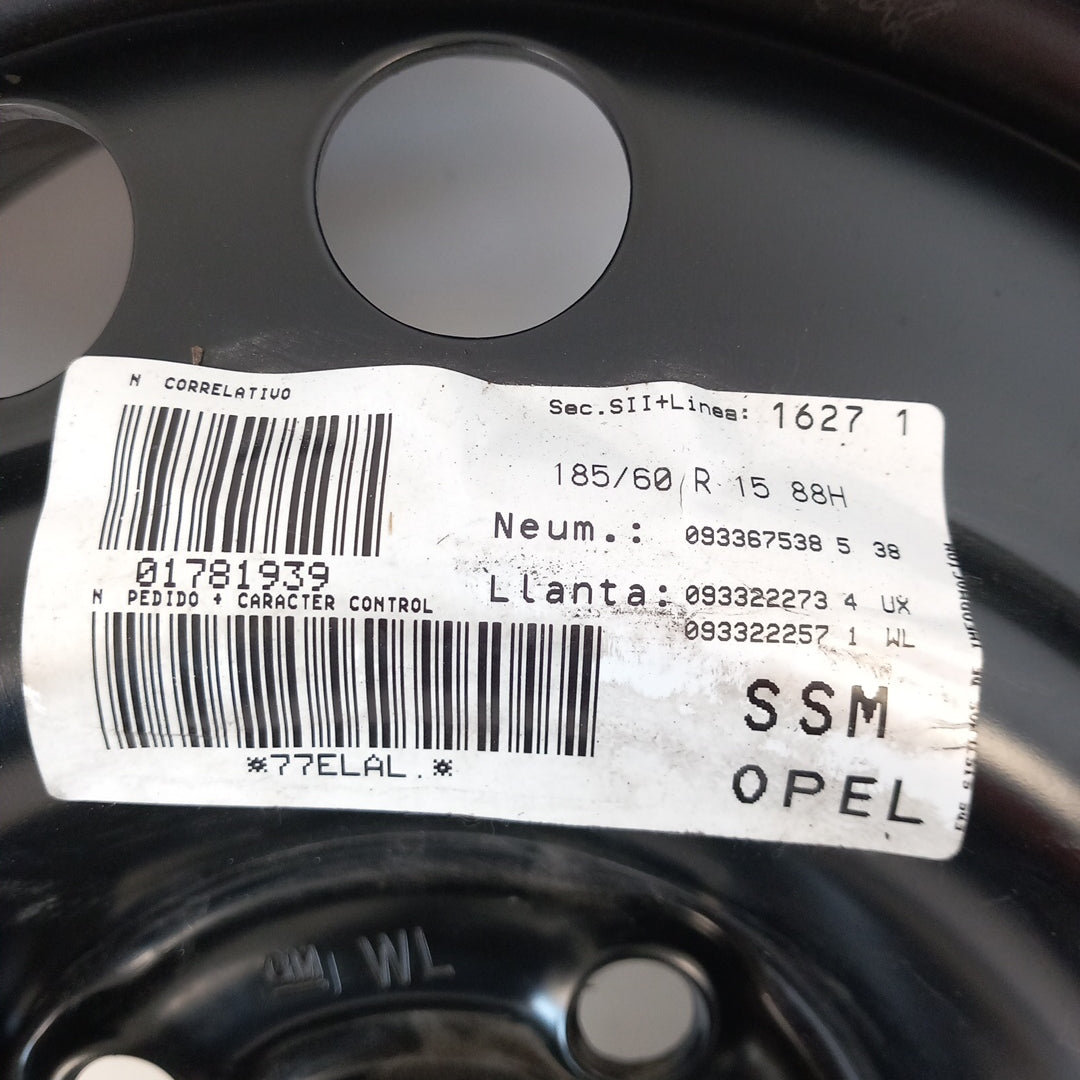 N CORRELATIVO
Sec.SII+Linea: 1627 1
185/60 R 15 88H
Neum.: 093367538 5 38
01781939
Llanta: 093322273 4 UX
N PEDIDO + CARACTER CONTROL
093322257 1 WL
SSM
*77ELAL.*
OPEL
GM WL